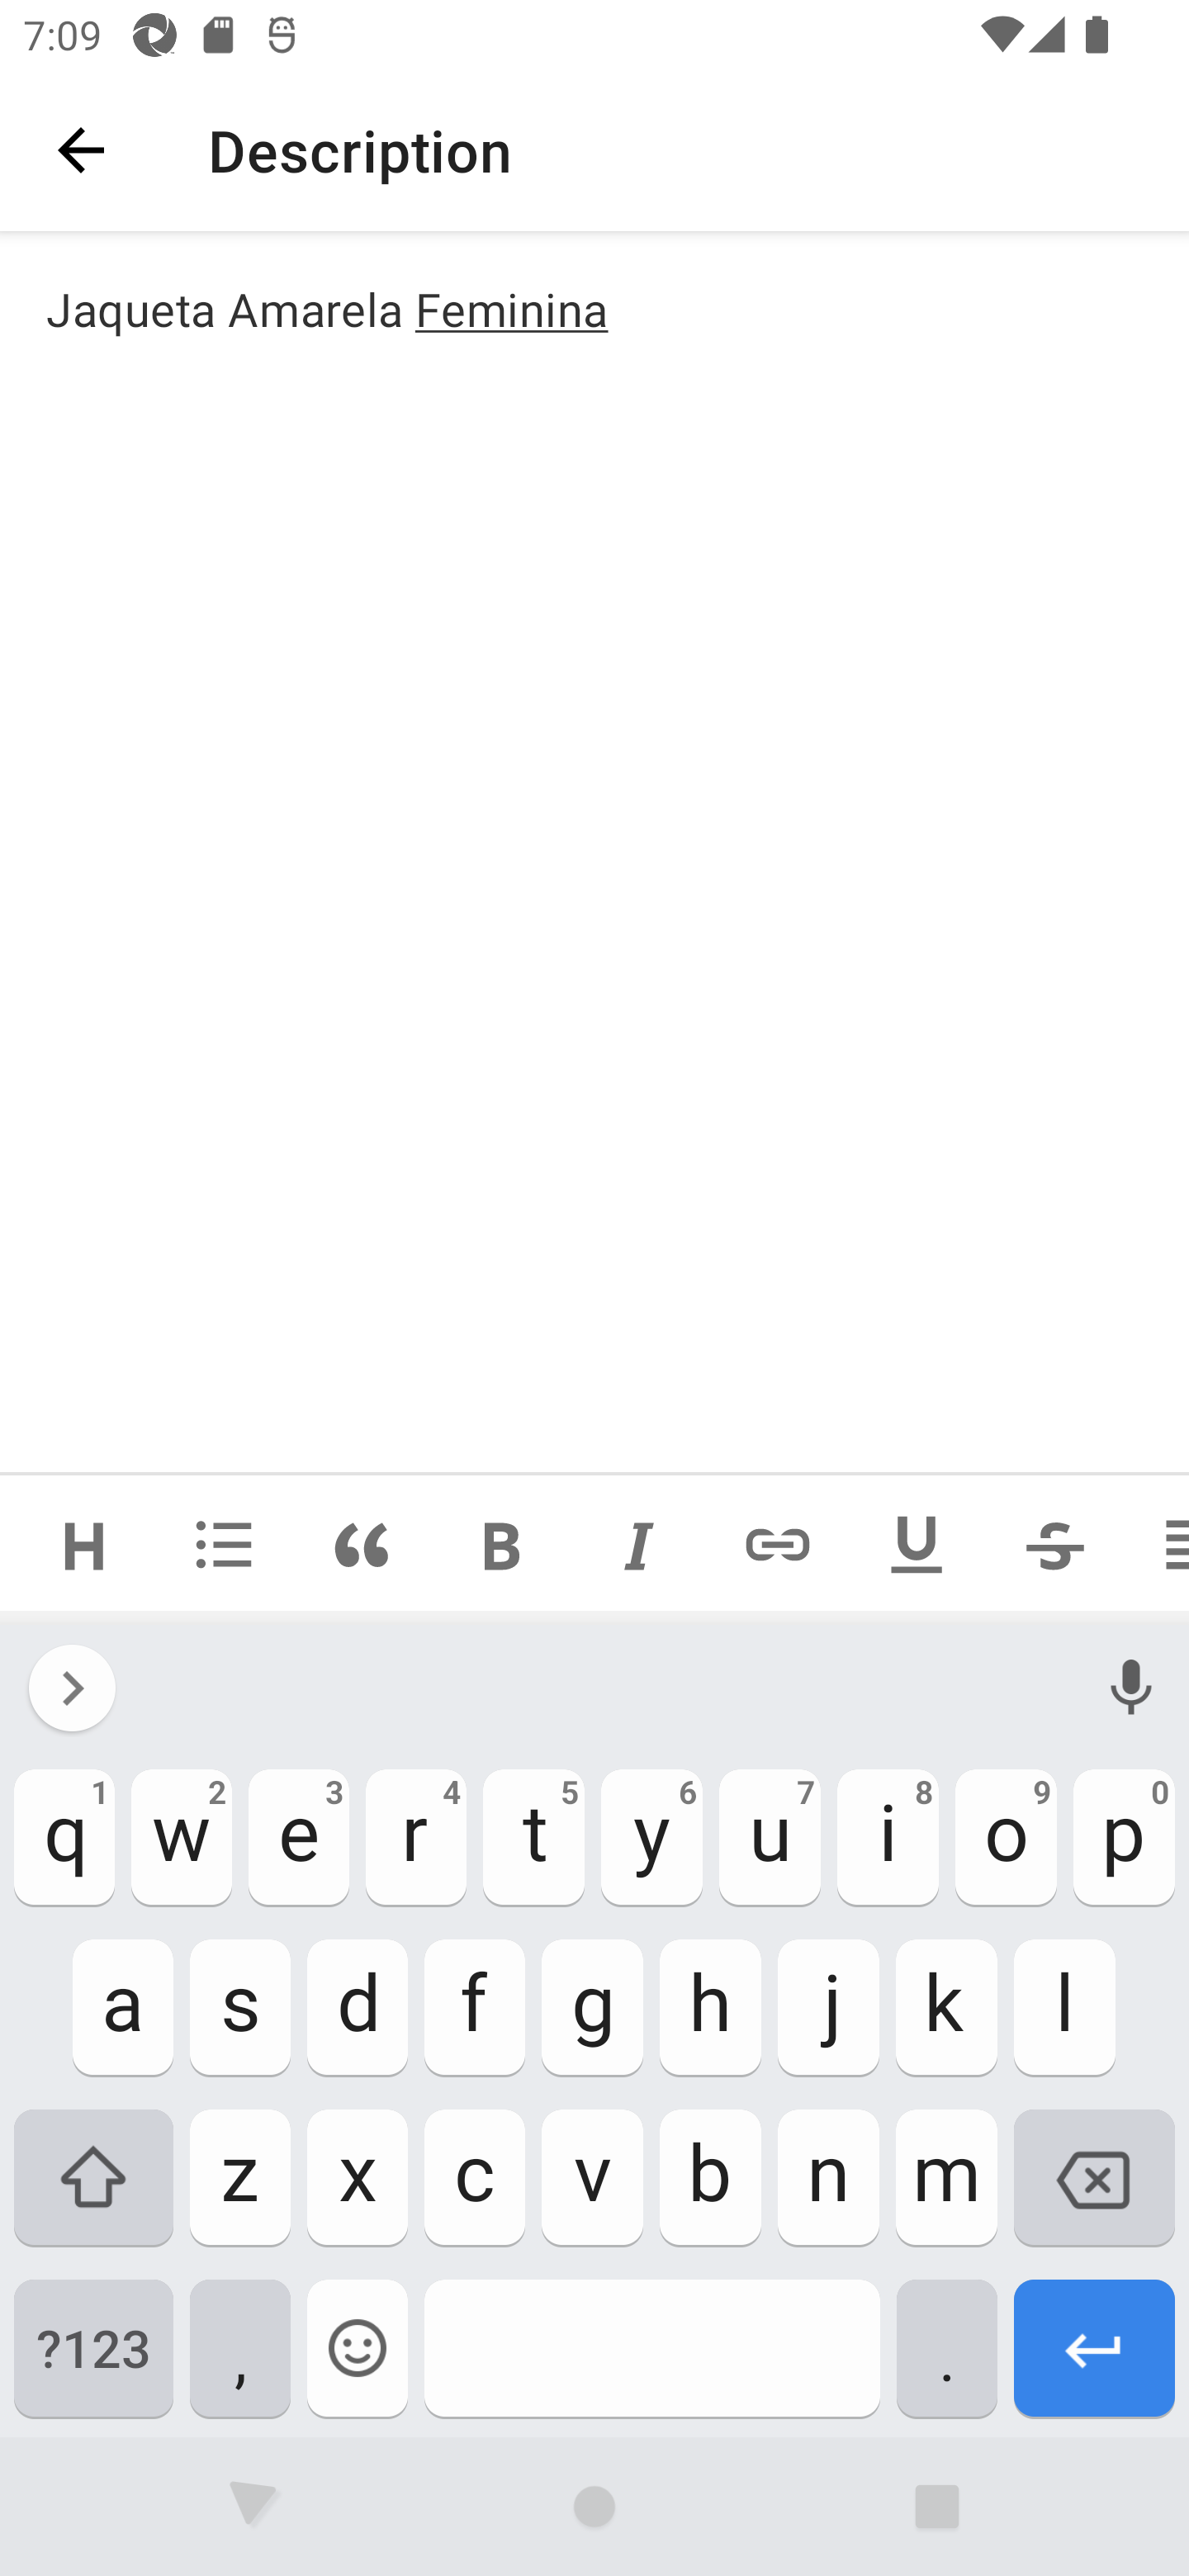 7:09
Description
Jaqueta Amarela Feminina
H B I U S
1 2 3 4 5 6 7 8 9 0
q w e r t y u i o p
a s d f g h j k l
z x c v b n m
?123 , .